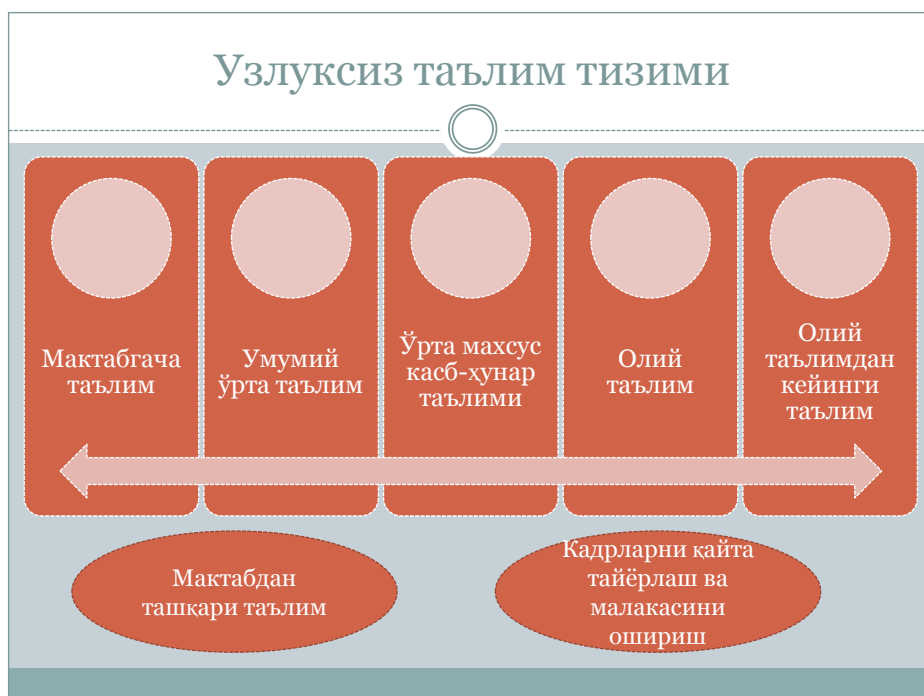 Узлуксиз таълим тизими
Мактабгача
таълим
Умумий
ўрта таълим
Ўрта махсус
касб-ҳунар
таълими
Олий
таълим
Олий
таълимдан
кейинги
таълим
Мактабдан
ташқари таълим
Кадрларни қайта
тайёрлаш ва
малакасини
ошириш